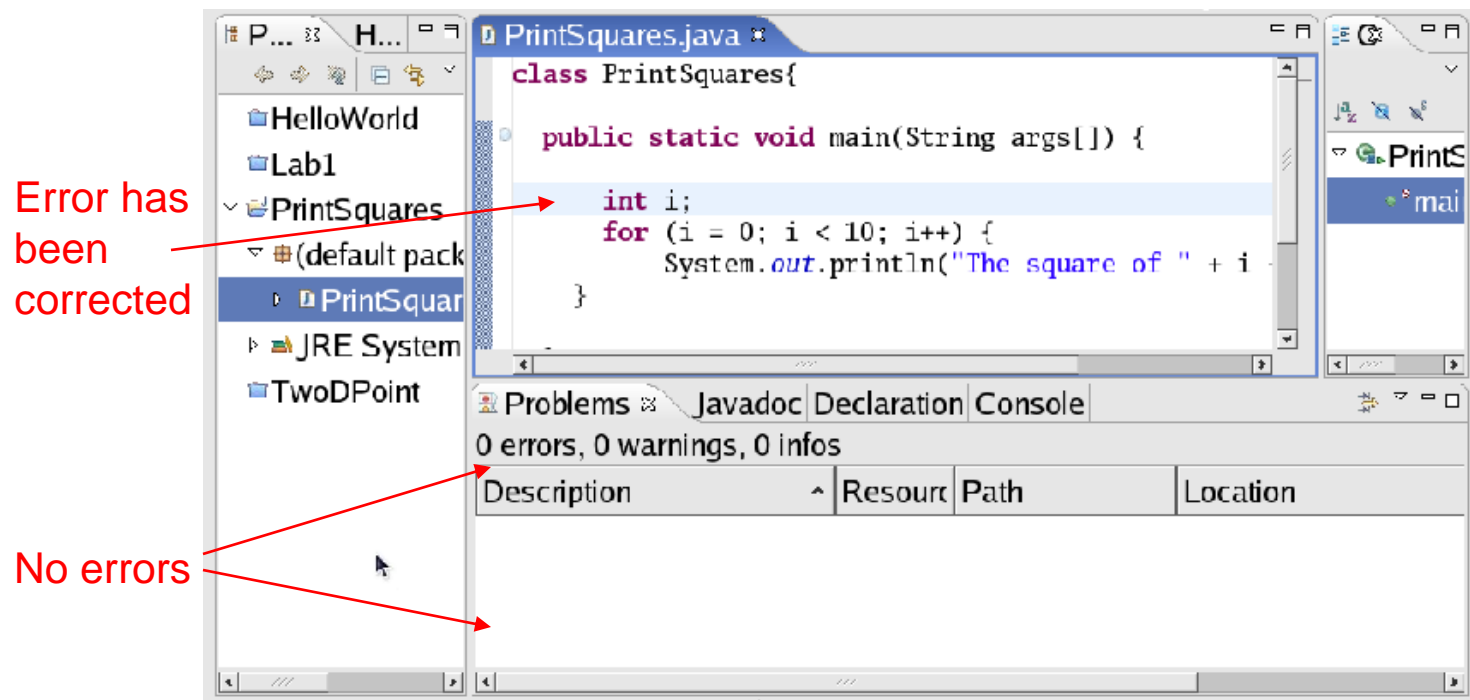 P... H...
HelloWorld
Lab1
PrintSquares
(default pack
PrintSquar
JRE System
TwoDPoint
PrintSquares.java
class PrintSquares{
public static void main(String args[]) {
int i;
for (i = 0; i < 10; i++) {
System.out.println("The square of " + i
}
PrintS
mai
Problems Javadoc Declaration Console
0 errors, 0 warnings, 0 infos
Description Resourc Path Location
Error has
been
corrected
No errors